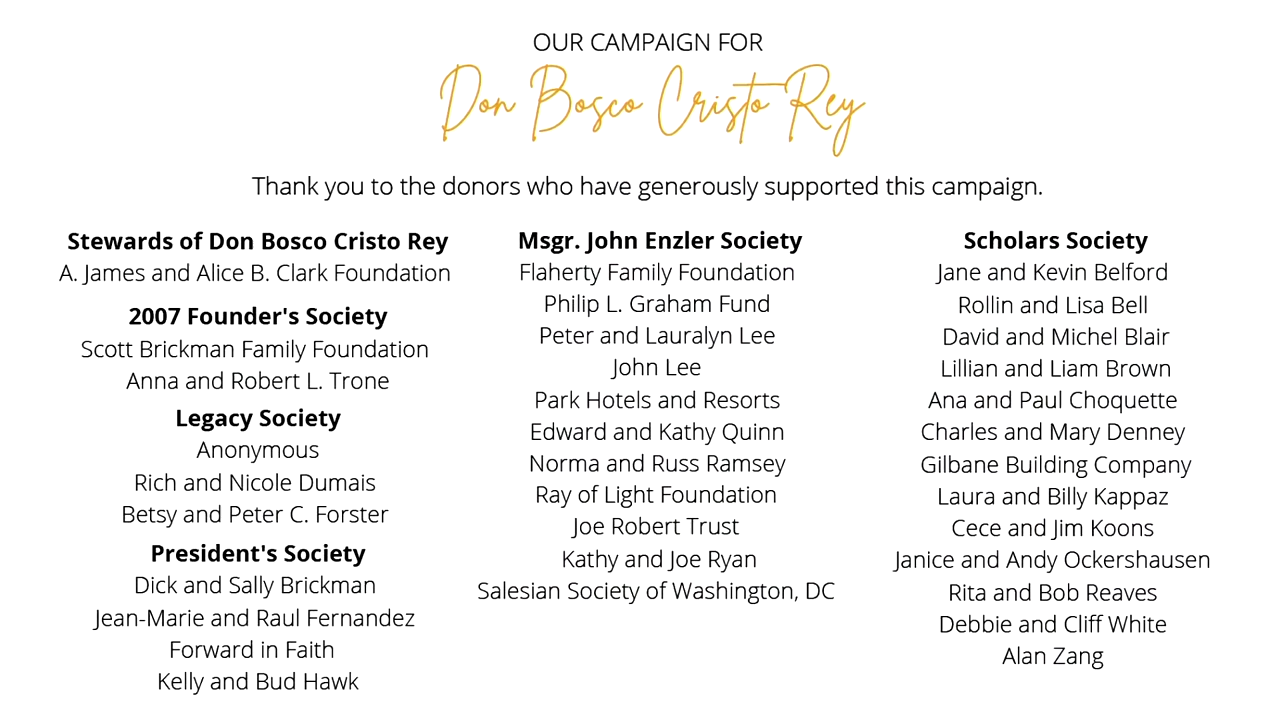 OUR CAMPAIGN FOR
Don Bosco Cristo Rey
Thank you to the donors who have generously supported this campaign.
Stewards of Don Bosco Cristo Rey
A. James and Alice B. Clark Foundation
2007 Founder's Society
Scott Brickman Family Foundation
Anna and Robert L. Trone
Legacy Society
Anonymous
Rich and Nicole Dumais
Betsy and Peter C. Forster
President's Society
Dick and Sally Brickman
Jean-Marie and Raul Fernandez
Forward in Faith
Kelly and Bud Hawk
Msgr. John Enzler Society
Flaherty Family Foundation
Philip L. Graham Fund
Peter and Lauralyn Lee
John Lee
Park Hotels and Resorts
Edward and Kathy Quinn
Norma and Russ Ramsey
Ray of Light Foundation
Joe Robert Trust
Kathy and Joe Ryan
Salesian Society of Washington, DC
Scholars Society
Jane and Kevin Belford
Rollin and Lisa Bell
David and Michel Blair
Lillian and Liam Brown
Ana and Paul Choquette
Charles and Mary Denney
Gilbane Building Company
Laura and Billy Kappaz
Cece and Jim Koons
Janice and Andy Ockershausen
Rita and Bob Reaves
Debbie and Cliff White
Alan Zang